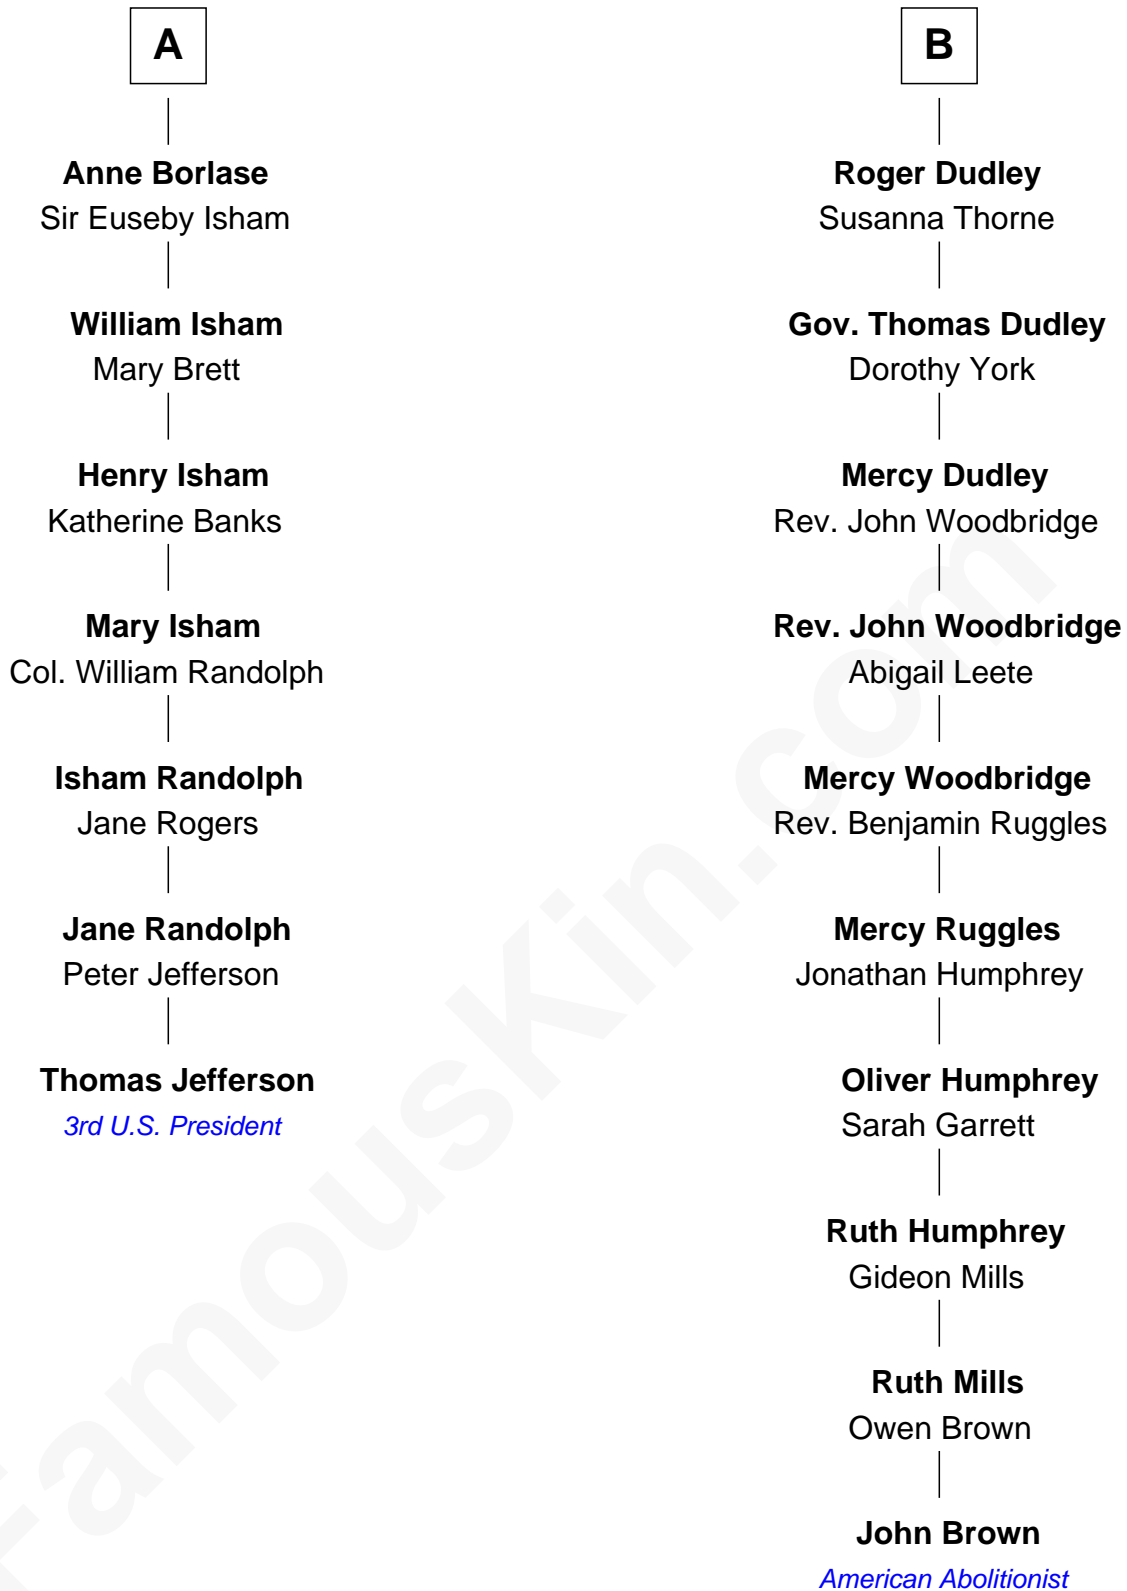 A
Anne Borlase
Sir Euseby Isham
William Isham
Mary Brett
Henry Isham
Katherine Banks
Mary Isham
Col. William Randolph
Isham Randolph
Jane Rogers
Jane Randolph
Peter Jefferson
Thomas Jefferson
3rd U.S. President
B
Roger Dudley
Susanna Thorne
Gov. Thomas Dudley
Dorothy York
Mercy Dudley
Rev. John Woodbridge
Rev. John Woodbridge
Abigail Leete
Mercy Woodbridge
Rev. Benjamin Ruggles
Mercy Ruggles
Jonathan Humphrey
Oliver Humphrey
Sarah Garrett
Ruth Humphrey
Gideon Mills
Ruth Mills
Owen Brown
John Brown
American Abolitionist
FamousKin.com